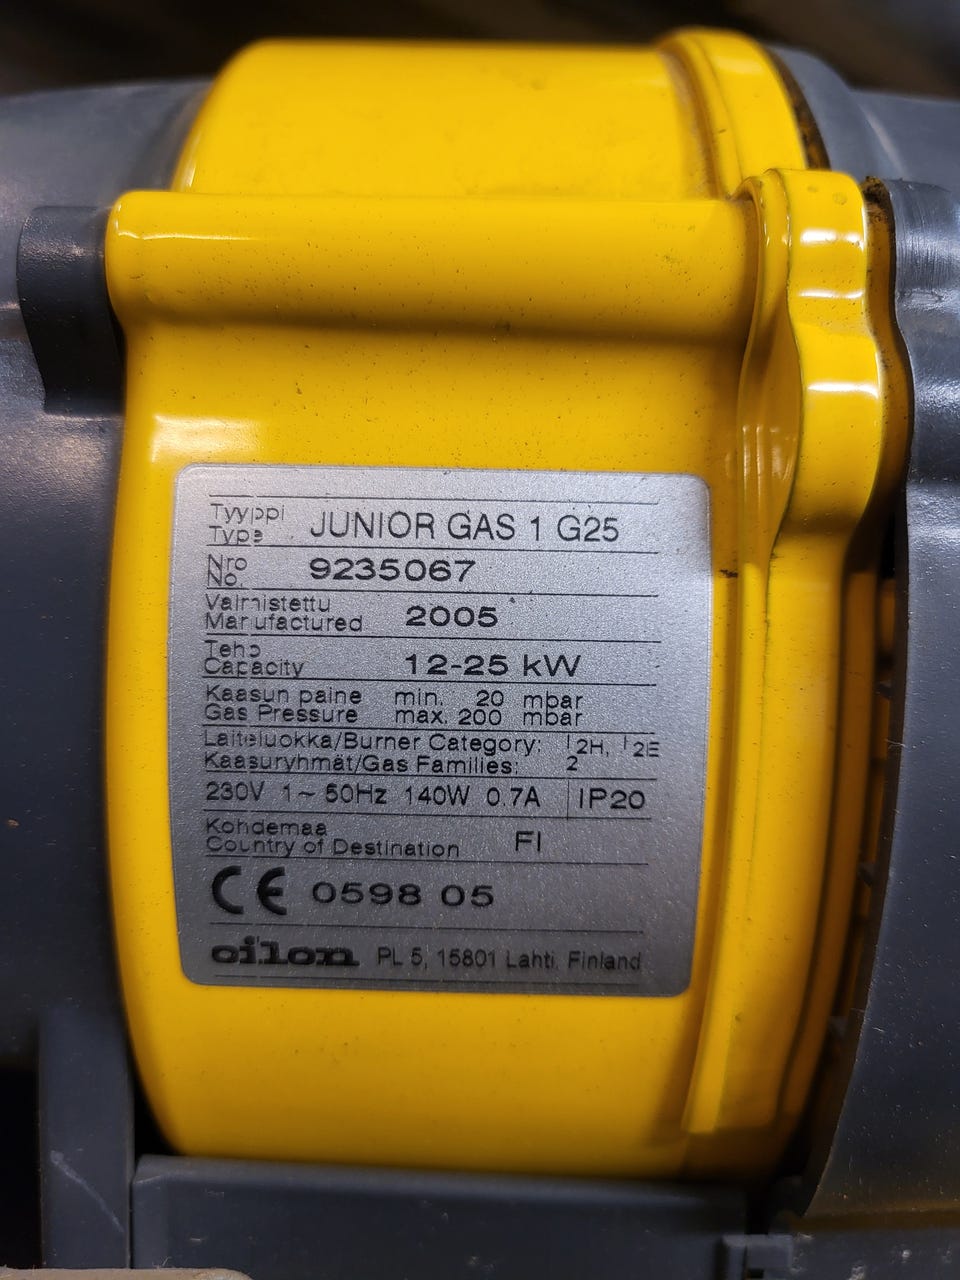 Tyyppi
Type JUNIOR GAS 1 G25
Nro
No. 9235067
Valmistettu
Manufactured 2005
Teho
Capacity 12-25 kW
Kaasun paine min. 20 mbar
Gas Pressure max. 200 mbar
Laiteluokka/Burner Category: I2H, I2E
Kaasuryhmät/Gas Families: 2
230V 1~ 50Hz 140W 0.7A IP20
Kohdemaa
Country of Destination FI
CE 0598 05
oilon PL 5, 15801 Lahti, Finland